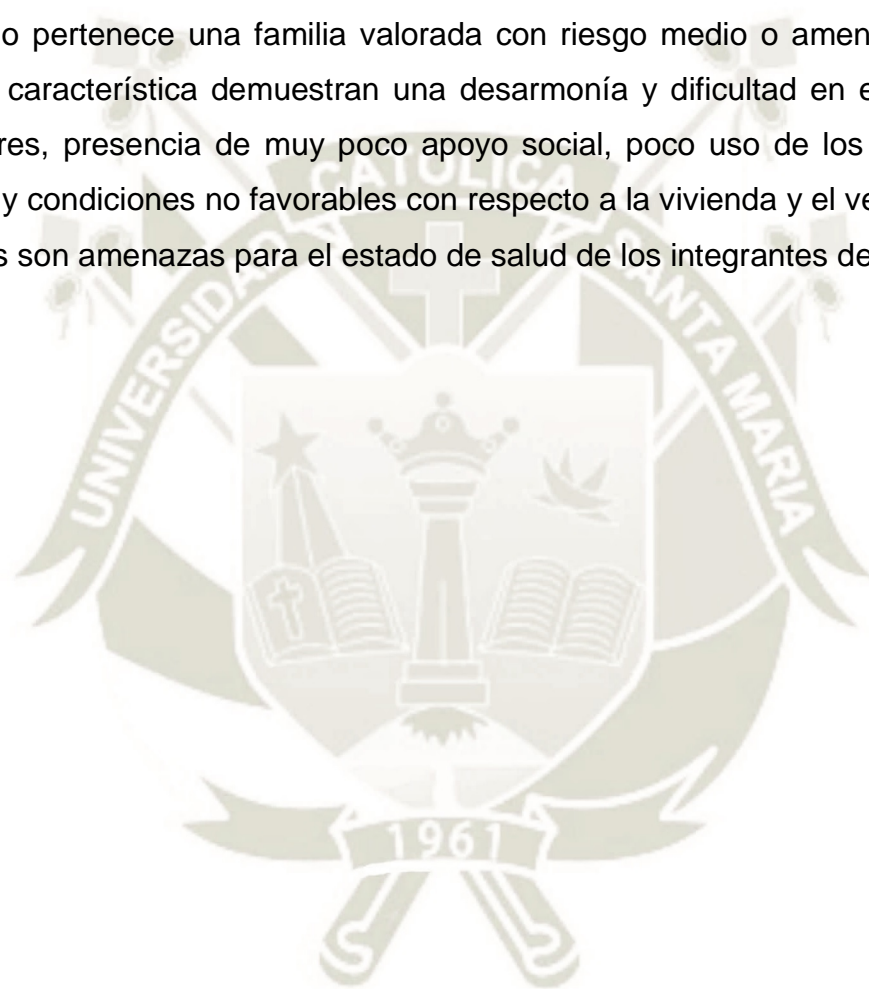 o pertenece una familia valorada con riesgo medio o amen
característica demuestran una desarmonía y dificultad en e
res, presencia de muy poco apoyo social, poco uso de los
y condiciones no favorables con respecto a la vivienda y el ve
s son amenazas para el estado de salud de los integrantes de
UNIVERSIDAD CATOLICA SANTA MARIA
1961